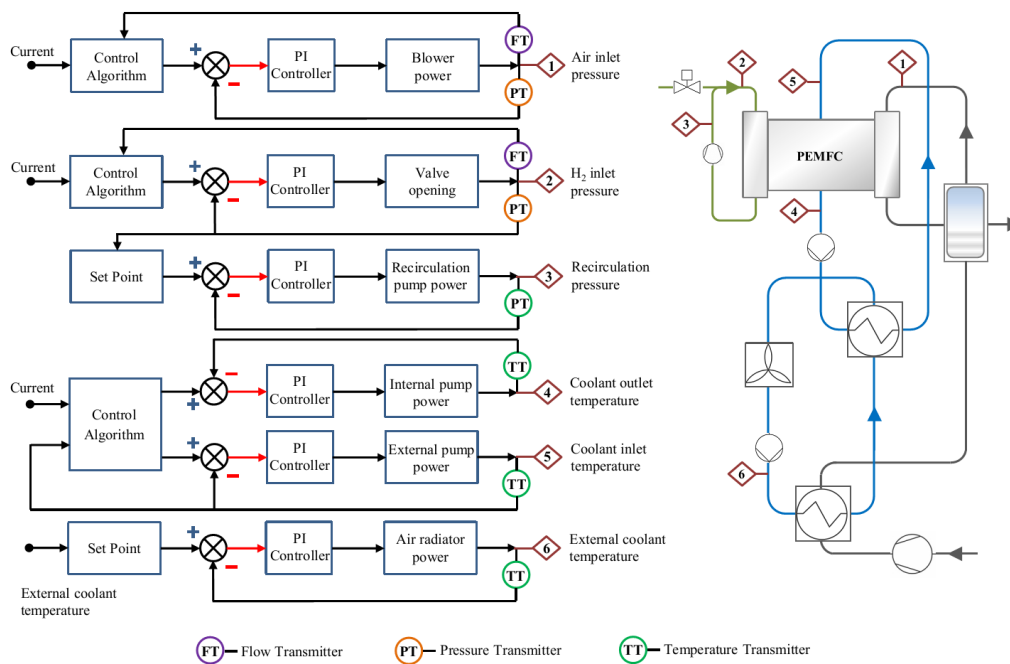 Current
Control
Algorithm
+
−
PI
Controller
Blower
power
FT
PT
1
Air inlet
pressure
Current
Control
Algorithm
+
−
PI
Controller
Valve
opening
FT
PT
2
H₂ inlet
pressure
Set Point
+
−
PI
Controller
Recirculation
pump power
PT
3
Recirculation
pressure
Current
Control
Algorithm
−
+
PI
Controller
Internal pump
power
TT
4
Coolant outlet
temperature
+
−
PI
Controller
External pump
power
TT
5
Coolant inlet
temperature
External coolant
temperature
Set Point
+
−
PI
Controller
Air radiator
power
TT
6
External coolant
temperature
2
5
1
3
PEMFC
4
6
FT Flow Transmitter
PT Pressure Transmitter
TT Temperature Transmitter